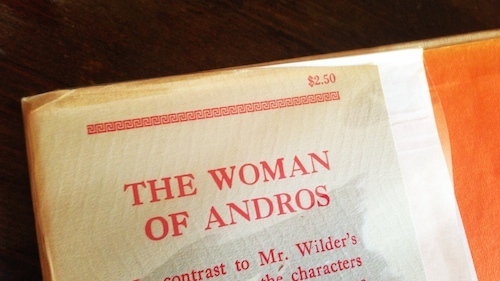 $2.50
THE WOMAN
OF ANDROS
contrast to Mr. Wilder's
the characters